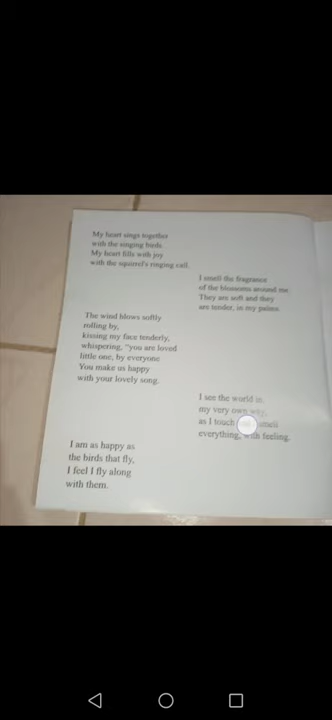 My heart sings together
with the singing birds.
My heart fills with joy
with the squirrel's ringing call.
I smell the fragrance
of the blossoms around me
They are soft and they
are tender, in my palms.
The wind blows softly
rolling by,
kissing my face tenderly,
whispering, "you are loved
little one, by everyone
You make us happy
with your lovely song.
I see the world in
my very own way,
as I touch and smell
everything, with feeling.
I am as happy as
the birds that fly,
I feel I fly along
with them.